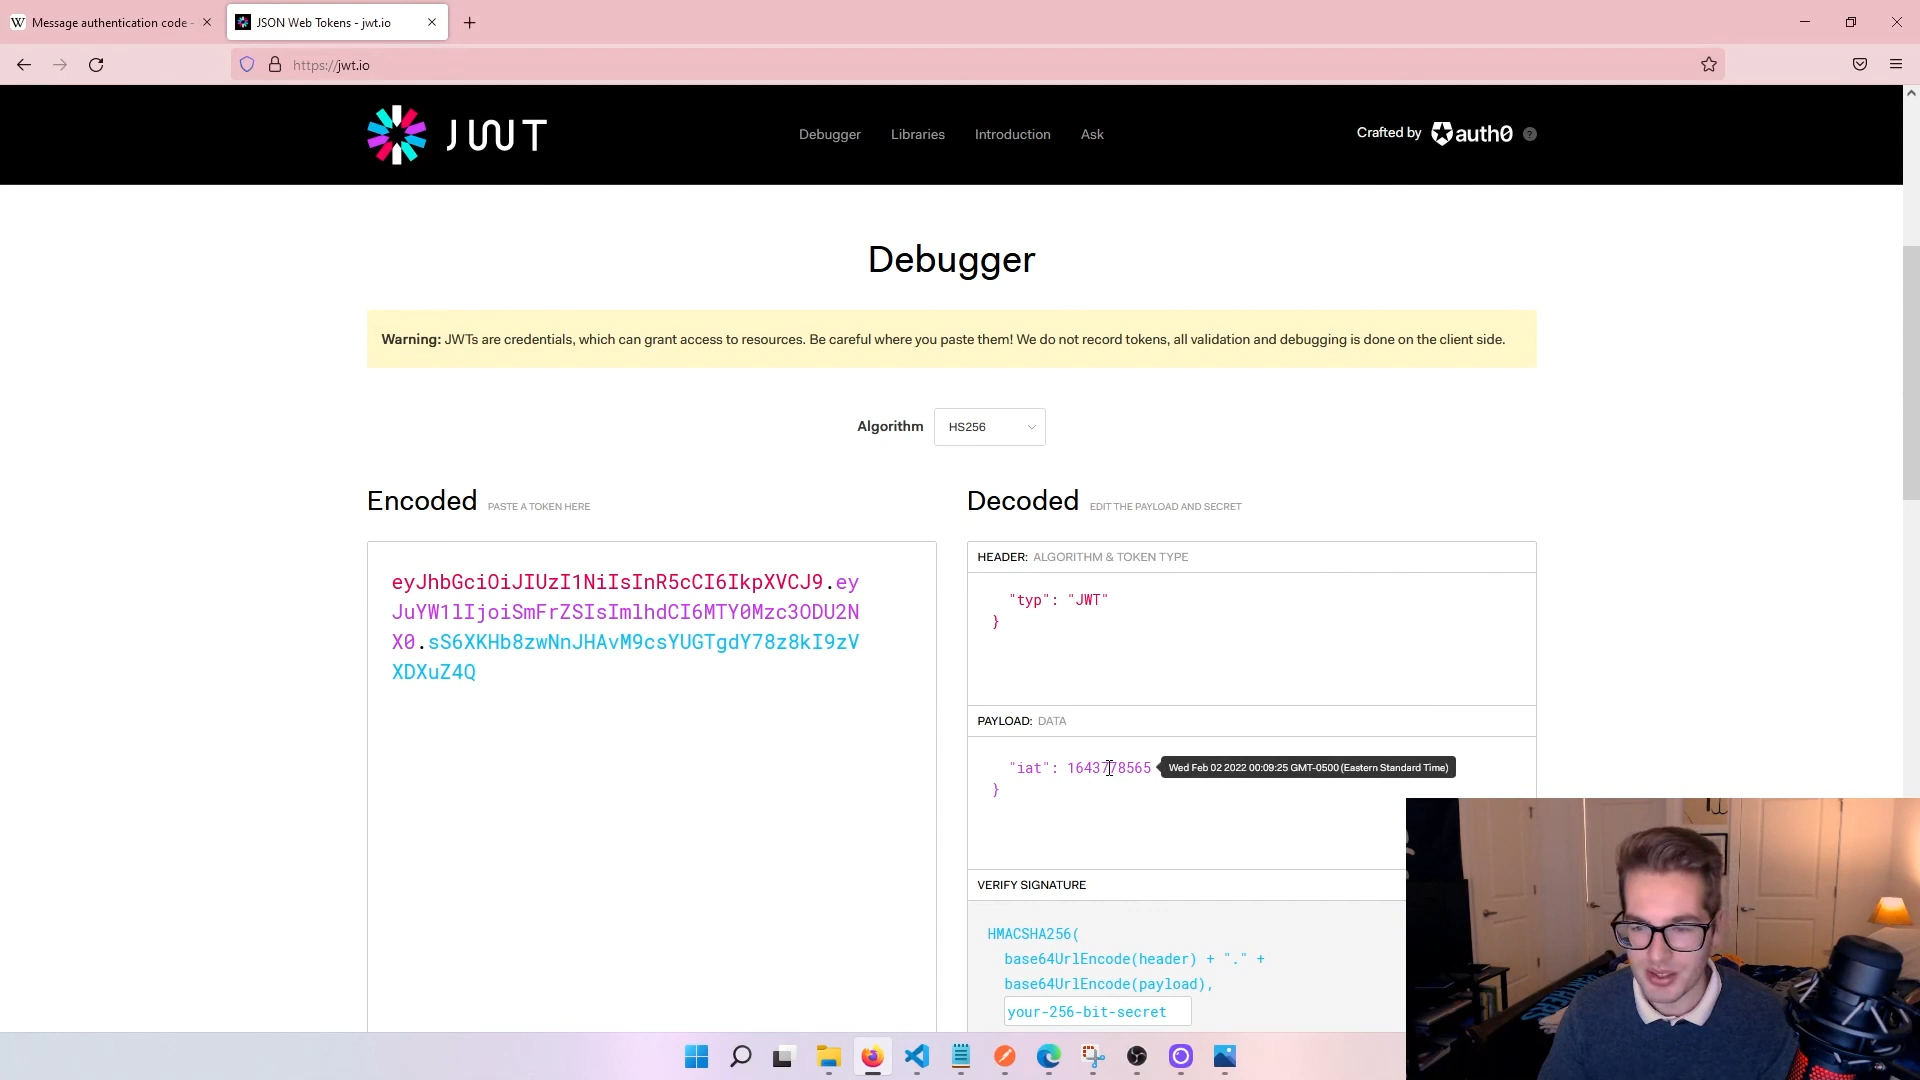 Message authentication code -
JSON Web Tokens - jwt.io
https://jwt.io
JWT
Debugger
Libraries
Introduction
Ask
Crafted by auth0
?
Debugger
Warning: JWTs are credentials, which can grant access to resources. Be careful where you paste them! We do not record tokens, all validation and debugging is done on the client side.
Algorithm
HS256
Encoded PASTE A TOKEN HERE
eyJhbGciOiJIUzI1NiIsInR5cCI6IkpXVCJ9.ey
JuYW1lIjoiSmFrZSIsImlhdCI6MTY0Mzc3ODU2N
X0.sS6XKHb8zwNnJHAvM9csYUGTgdY78z8kI9zV
XDXuZ4Q
Decoded EDIT THE PAYLOAD AND SECRET
HEADER: ALGORITHM & TOKEN TYPE
"typ": "JWT"
}
PAYLOAD: DATA
"iat": 1643778565
Wed Feb 02 2022 00:09:25 GMT-0500 (Eastern Standard Time)
}
VERIFY SIGNATURE
HMACSHA256(
base64UrlEncode(header) + "." +
base64UrlEncode(payload),
your-256-bit-secret